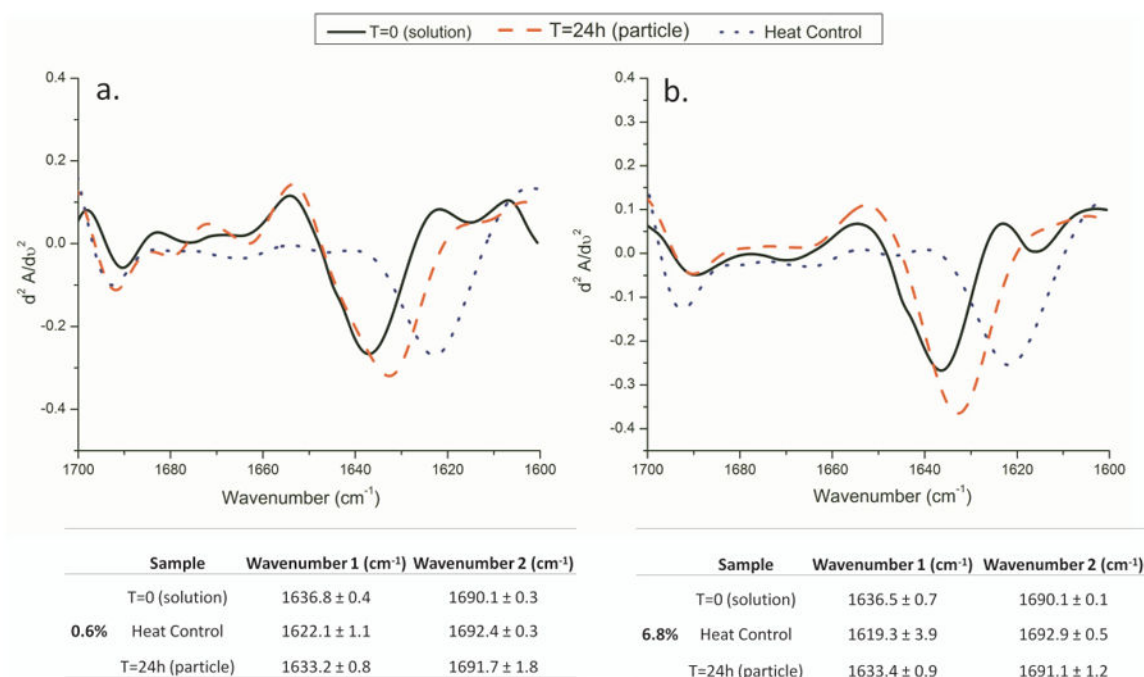 T=0 (solution) T=24h (particle) Heat Control
a.
0.4
0.2
0.0
-0.2
-0.4
d² A/dυ²
1700 1680 1660 1640 1620 1600
Wavenumber (cm⁻¹)
b.
0.4
0.3
0.2
0.1
0.0
-0.1
-0.2
-0.3
-0.4
d² A/dυ²
1700 1680 1660 1640 1620 1600
Wavenumber (cm⁻¹)
Sample Wavenumber 1 (cm⁻¹) Wavenumber 2 (cm⁻¹)
T=0 (solution) 1636.8 ± 0.4 1690.1 ± 0.3
0.6% Heat Control 1622.1 ± 1.1 1692.4 ± 0.3
T=24h (particle) 1633.2 ± 0.8 1691.7 ± 1.8
Sample Wavenumber 1 (cm⁻¹) Wavenumber 2 (cm⁻¹)
T=0 (solution) 1636.5 ± 0.7 1690.1 ± 0.1
6.8% Heat Control 1619.3 ± 3.9 1692.9 ± 0.5
T=24h (particle) 1633.4 ± 0.9 1691.1 ± 1.2